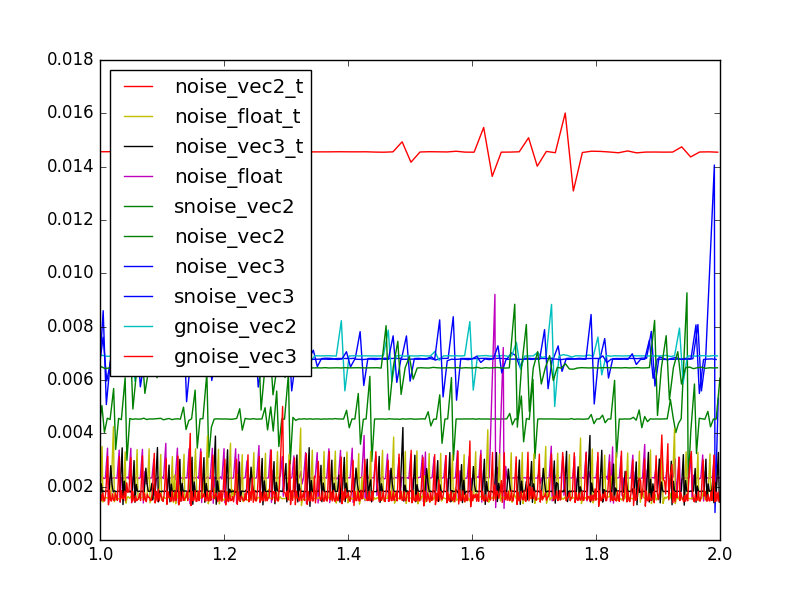 0.018
0.016
0.014
0.012
0.010
0.008
0.006
0.004
0.002
0.000
noise_vec2_t
noise_float_t
noise_vec3_t
noise_float
snoise_vec2
noise_vec2
noise_vec3
snoise_vec3
gnoise_vec2
gnoise_vec3
1.0 1.2 1.4 1.6 1.8 2.0